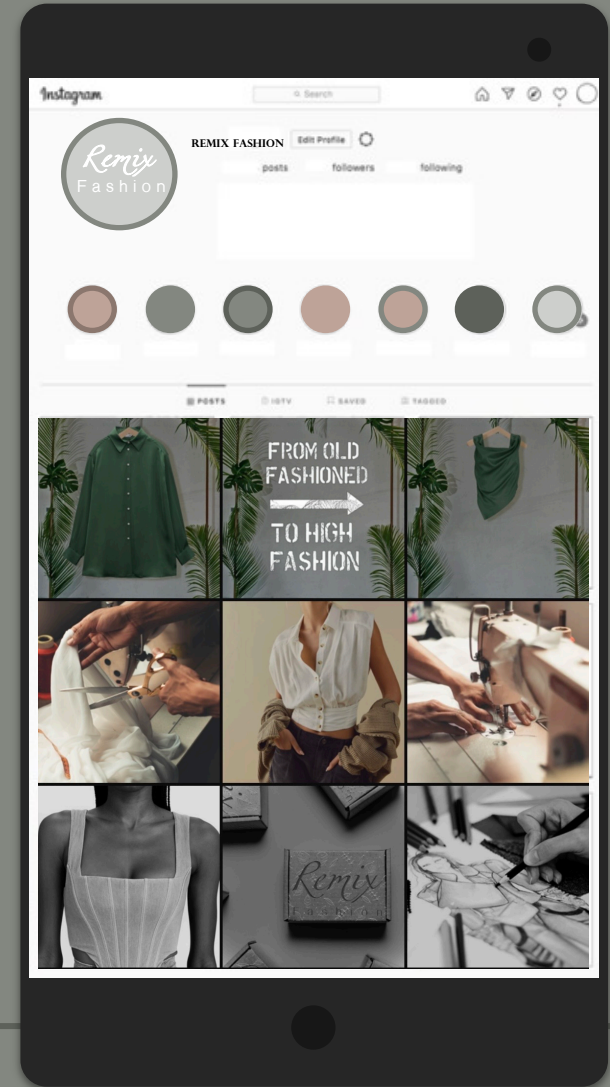 Instagram
Search
Remix
Fashion
REMIX FASHION
Edit Profile
posts followers following
POSTS IGTV SAVED TAGGED
FROM OLD
FASHIONED
TO HIGH
FASHION
Remix
Fashion